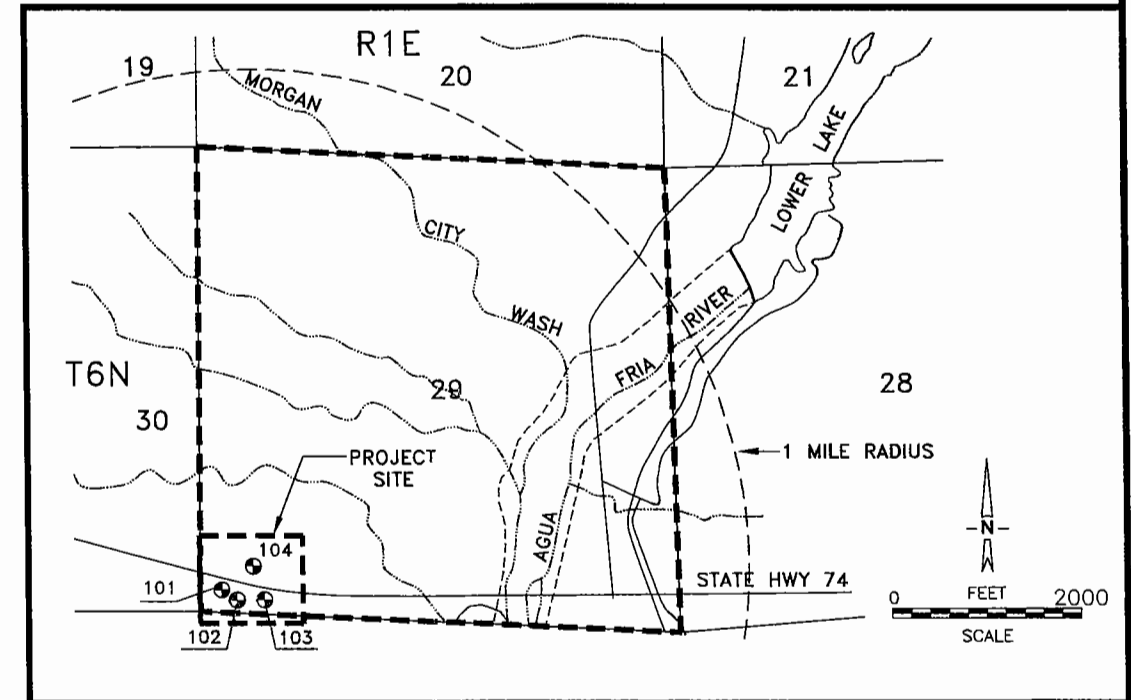 R1E
19
20
21
MORGAN
LOWER LAKE
CITY
WASH
RIVER
FRIA
29
28
T6N
30
1 MILE RADIUS
PROJECT
SITE
N
104
AGUA
101
STATE HWY 74
0 FEET 2000
SCALE
102
103